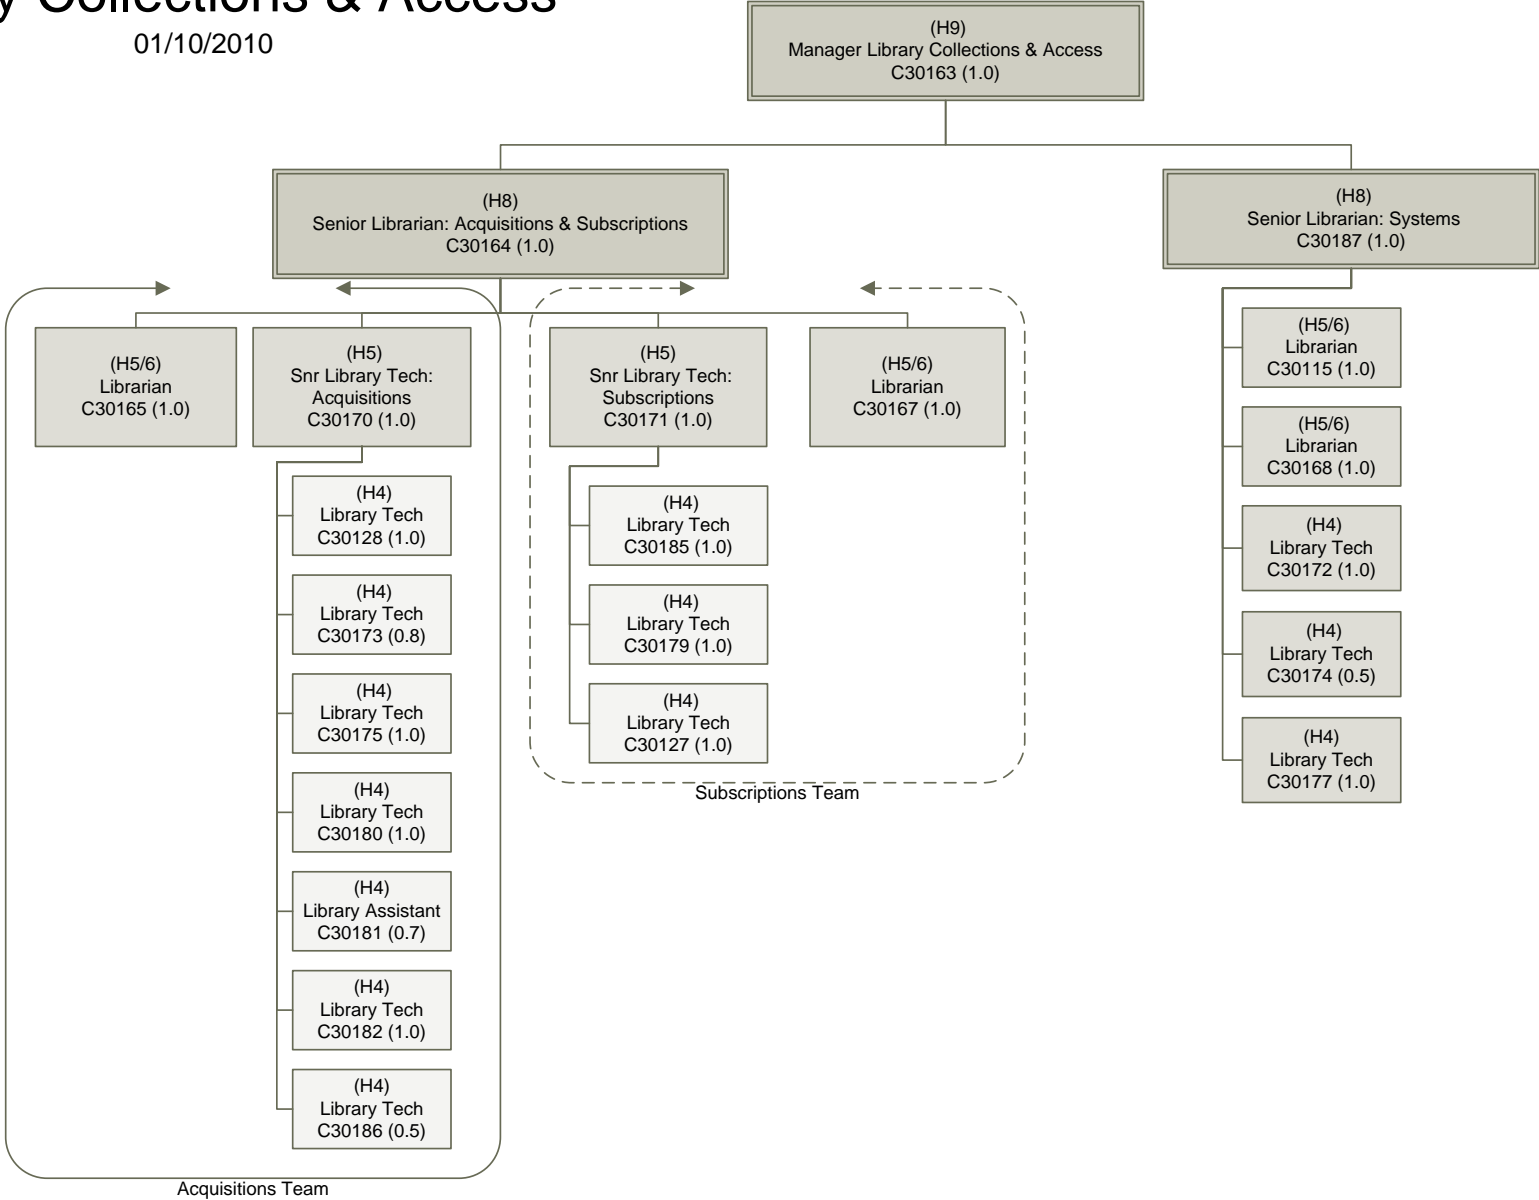 y Collections & Access
01/10/2010
(H9)
Manager Library Collections & Access
C30163 (1.0)
(H8)
Senior Librarian: Acquisitions & Subscriptions
C30164 (1.0)
(H8)
Senior Librarian: Systems
C30187 (1.0)
(H5/6)
Librarian
C30165 (1.0)
(H5)
Snr Library Tech:
Acquisitions
C30170 (1.0)
(H4)
Library Tech
C30128 (1.0)
(H4)
Library Tech
C30173 (0.8)
(H4)
Library Tech
C30175 (1.0)
(H4)
Library Tech
C30180 (1.0)
(H4)
Library Assistant
C30181 (0.7)
(H4)
Library Tech
C30182 (1.0)
(H4)
Library Tech
C30186 (0.5)
Acquisitions Team
(H5)
Snr Library Tech:
Subscriptions
C30171 (1.0)
(H5/6)
Librarian
C30167 (1.0)
(H4)
Library Tech
C30185 (1.0)
(H4)
Library Tech
C30179 (1.0)
(H4)
Library Tech
C30127 (1.0)
Subscriptions Team
(H5/6)
Librarian
C30115 (1.0)
(H5/6)
Librarian
C30168 (1.0)
(H4)
Library Tech
C30172 (1.0)
(H4)
Library Tech
C30174 (0.5)
(H4)
Library Tech
C30177 (1.0)